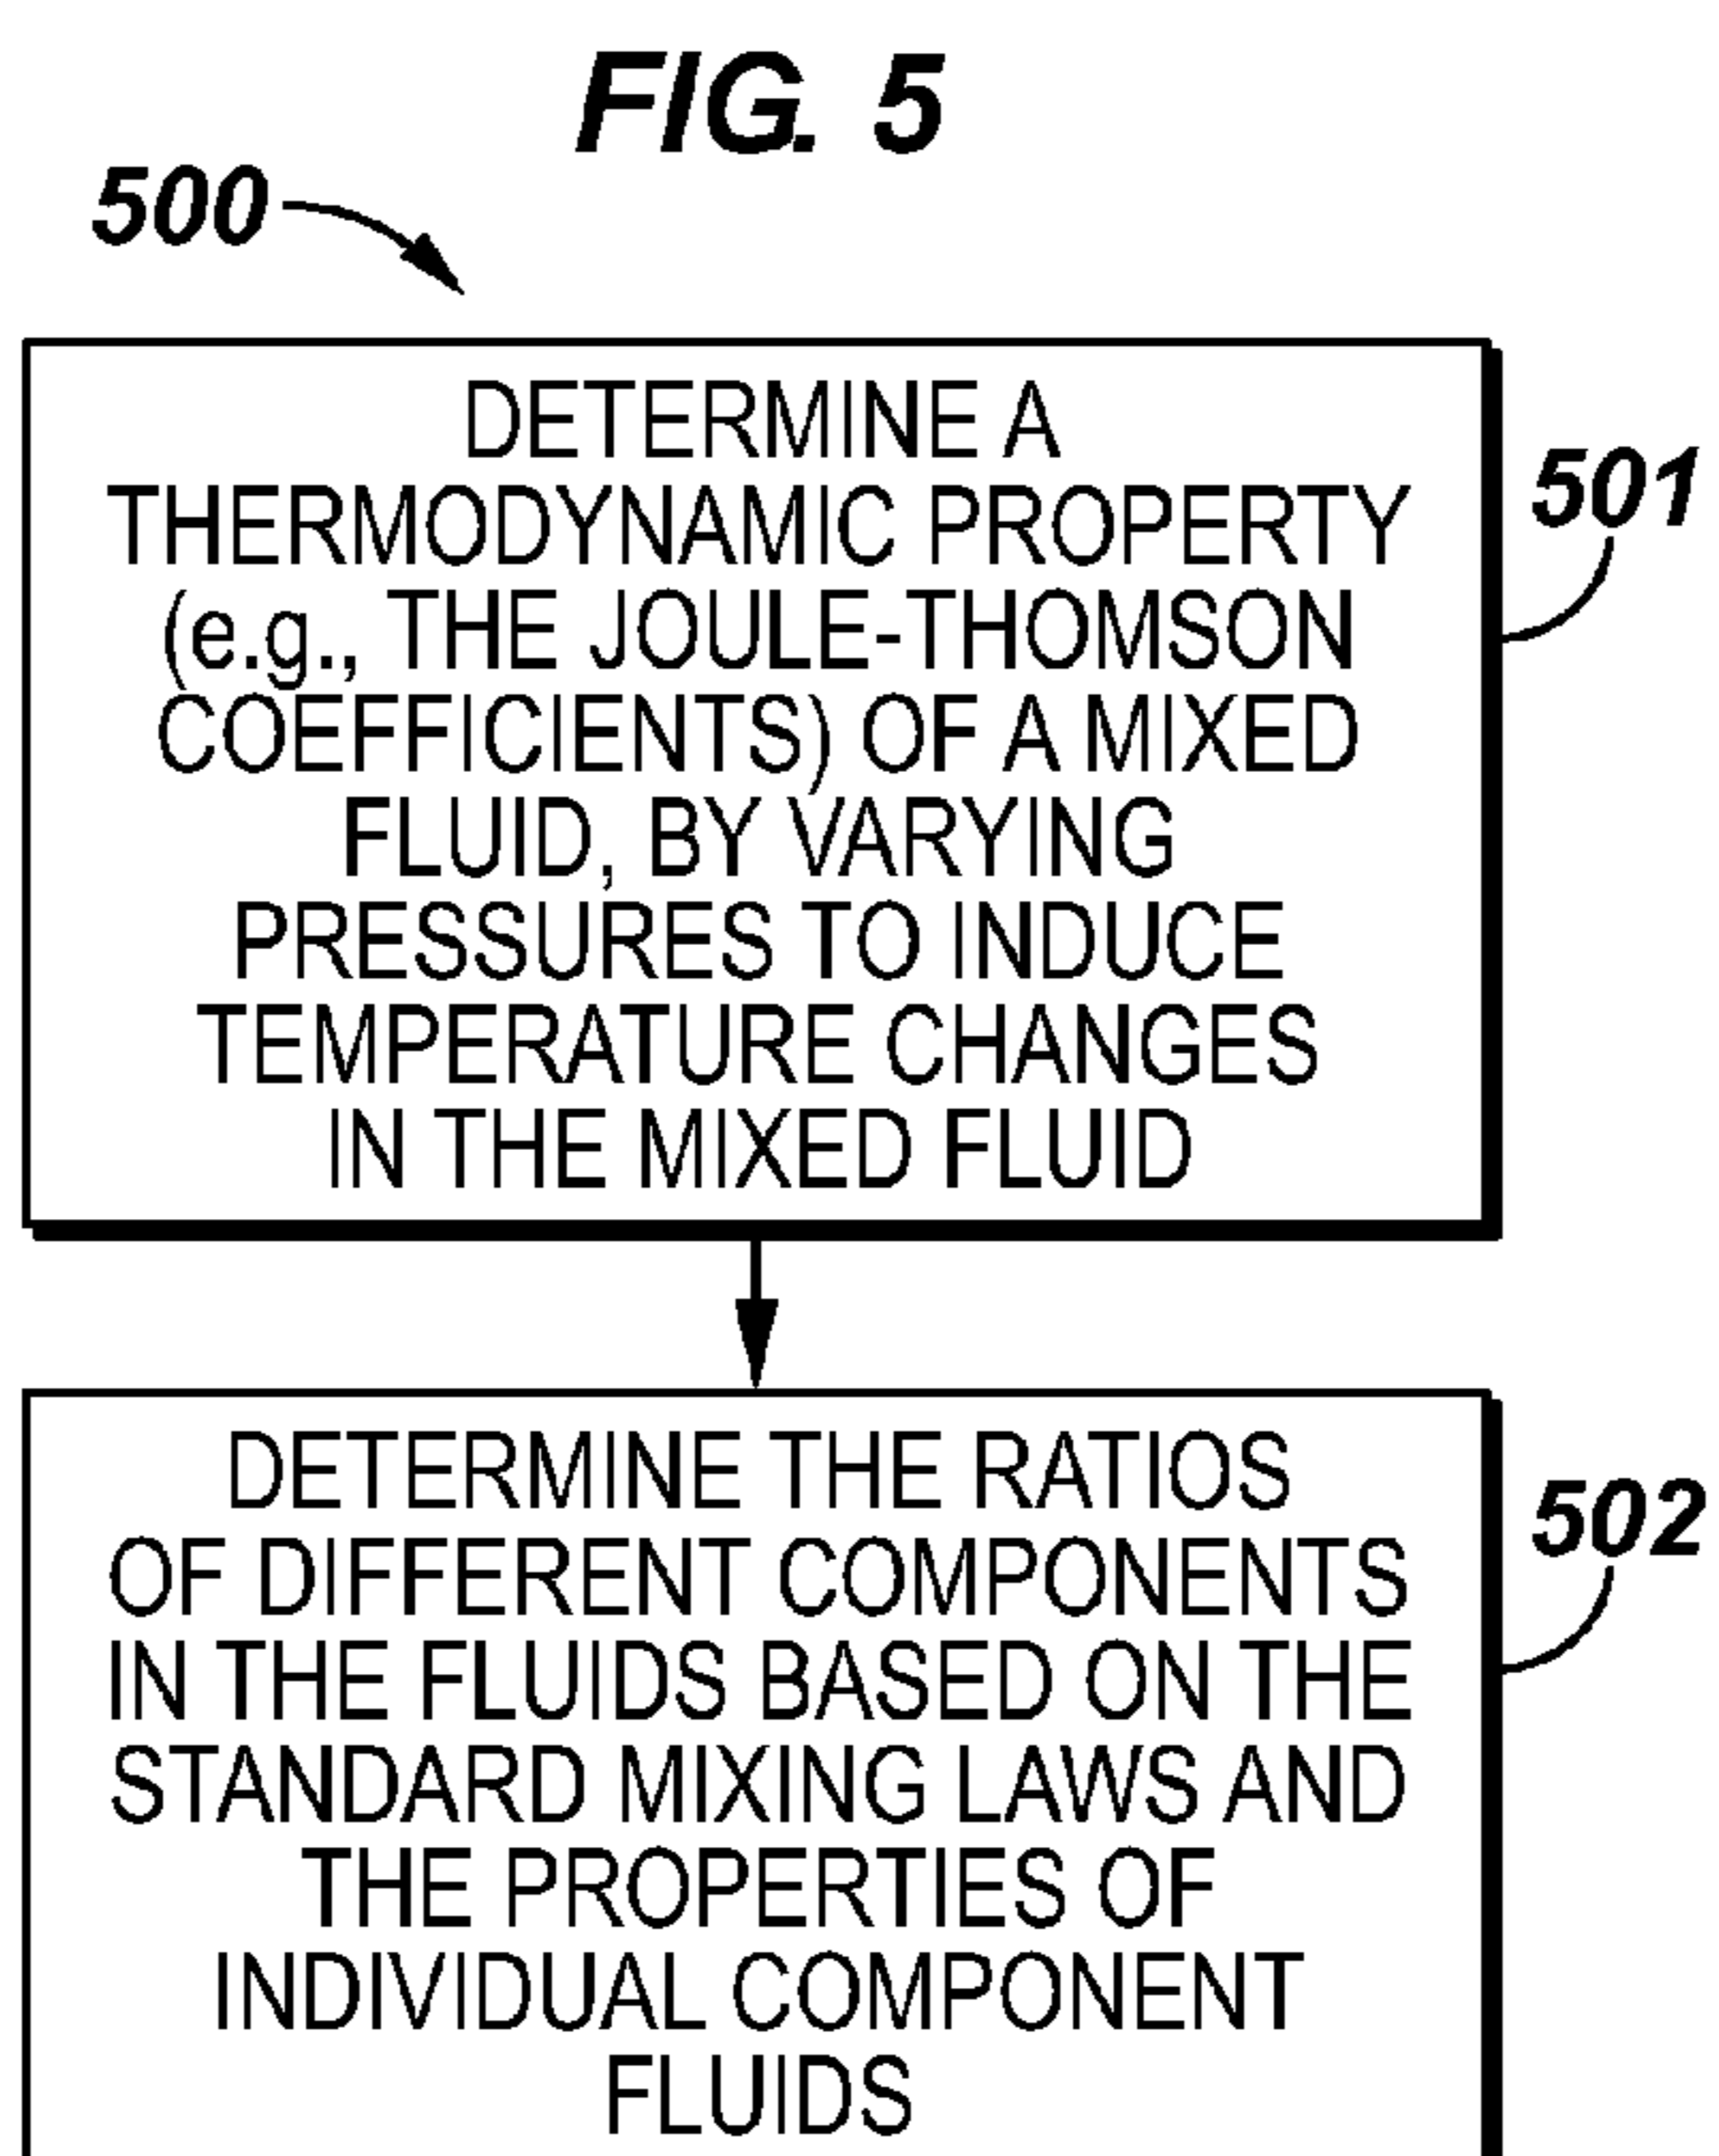 FIG. 5
500
DETERMINE A
THERMODYNAMIC PROPERTY
(e.g., THE JOULE-THOMSON
COEFFICIENTS) OF A MIXED
FLUID, BY VARYING
PRESSURES TO INDUCE
TEMPERATURE CHANGES
IN THE MIXED FLUID
501
DETERMINE THE RATIOS
OF DIFFERENT COMPONENTS
IN THE FLUIDS BASED ON THE
STANDARD MIXING LAWS AND
THE PROPERTIES OF
INDIVIDUAL COMPONENT
FLUIDS
502